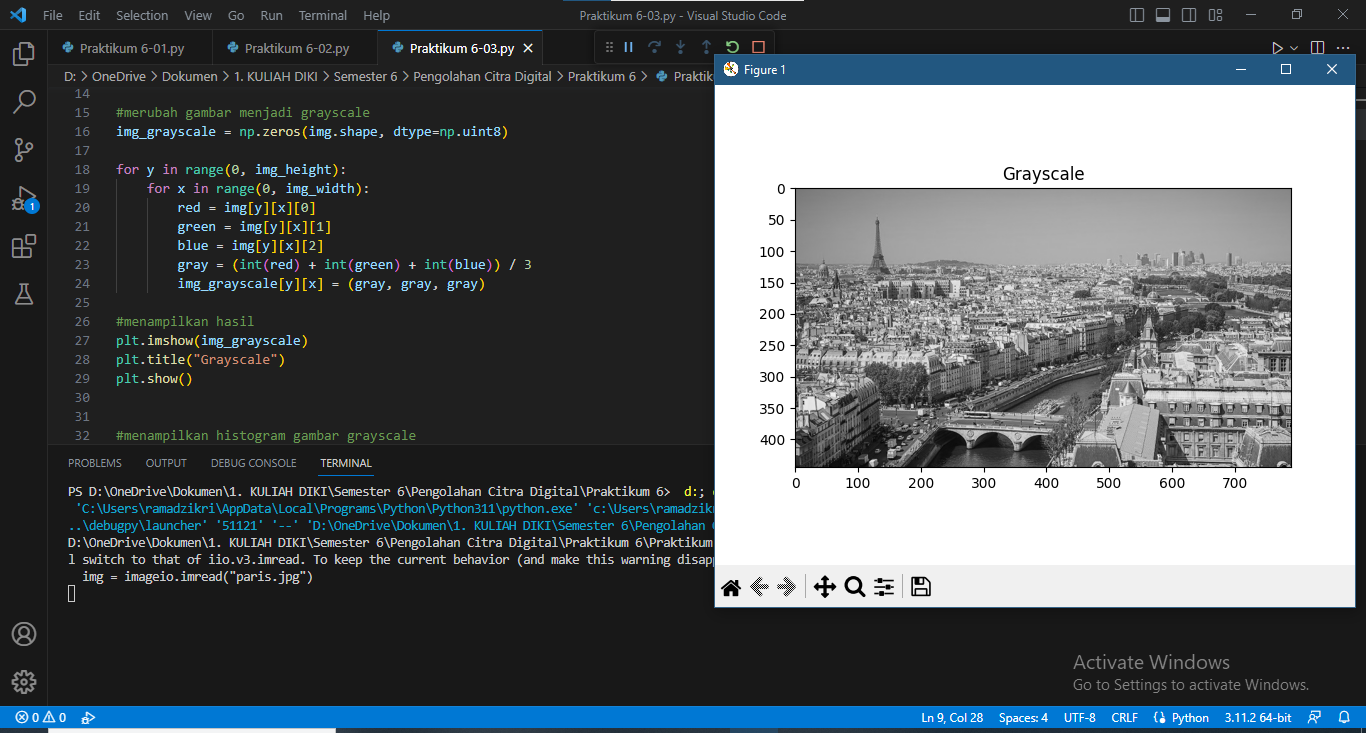 File Edit Selection View Go Run Terminal Help Praktikum 6-03.py - Visual Studio Code
Praktikum 6-01.py Praktikum 6-02.py Praktikum 6-03.py
D: > OneDrive > Dokumen > 1. KULIAH DIKI > Semester 6 > Pengolahan Citra Digital > Praktikum 6 > Praktik
14
15 #merubah gambar menjadi grayscale
16 img_grayscale = np.zeros(img.shape, dtype=np.uint8)
17
18 for y in range(0, img_height):
19 for x in range(0, img_width):
20 red = img[y][x][0]
21 green = img[y][x][1]
22 blue = img[y][x][2]
23 gray = (int(red) + int(green) + int(blue)) / 3
24 img_grayscale[y][x] = (gray, gray, gray)
25
26 #menampilkan hasil
27 plt.imshow(img_grayscale)
28 plt.title("Grayscale")
29 plt.show()
30
31
32 #menampilkan histogram gambar grayscale
PROBLEMS OUTPUT DEBUG CONSOLE TERMINAL
PS D:\OneDrive\Dokumen\1. KULIAH DIKI\Semester 6\Pengolahan Citra Digital\Praktikum 6> d:;
'C:\Users\ramadzikri\AppData\Local\Programs\Python\Python311\python.exe' 'c:\Users\ramadzikr
..\debugpy\launcher' '51121' '--' 'D:\OneDrive\Dokumen\1. KULIAH DIKI\Semester 6\Pengolahan
D:\OneDrive\Dokumen\1. KULIAH DIKI\Semester 6\Pengolahan Citra Digital\Praktikum 6\Praktikum
l switch to that of iio.v3.imread. To keep the current behavior (and make this warning disap
img = imageio.imread("paris.jpg")
Figure 1
Grayscale
0
50
100
150
200
250
300
350
400
0 100 200 300 400 500 600 700
Activate Windows
Go to Settings to activate Windows.
1
0 0 Ln 9, Col 28 Spaces: 4 UTF-8 CRLF Python 3.11.2 64-bit